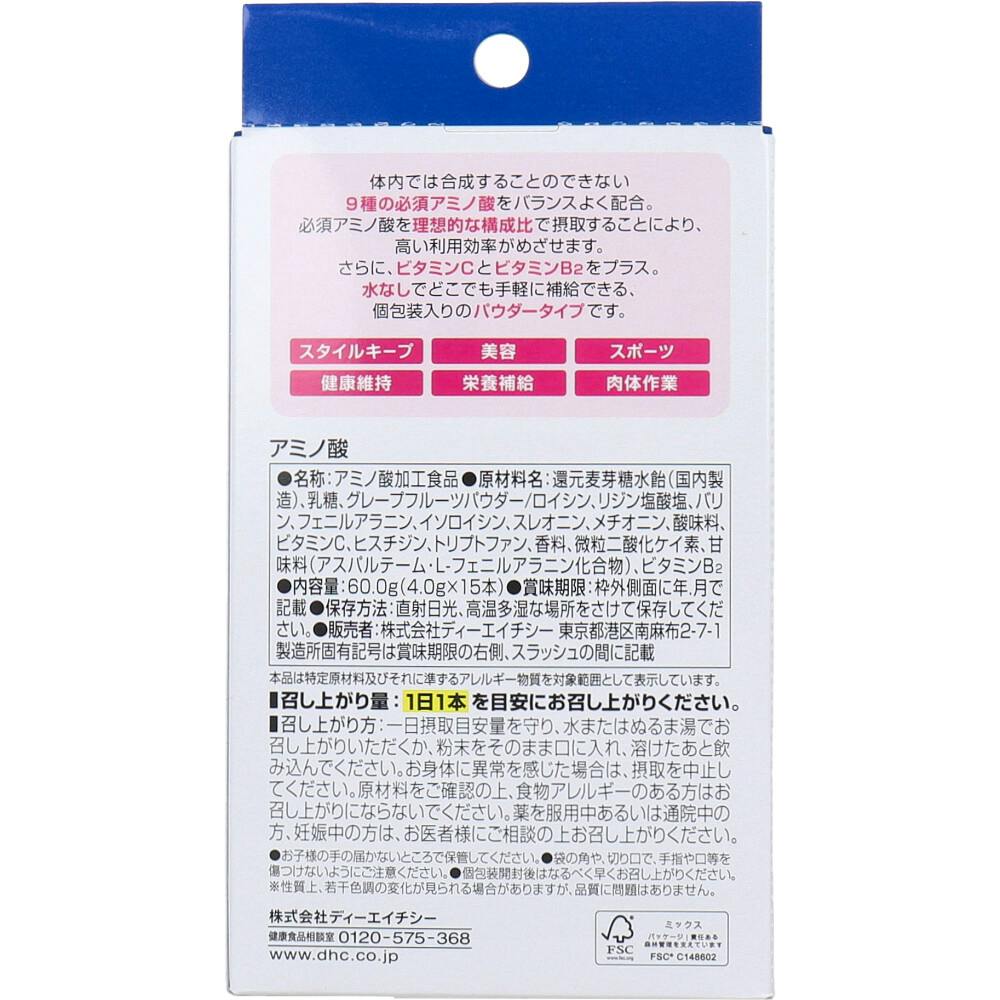 体内では合成することのできない
9種の必須アミノ酸をバランスよく配合。
必須アミノ酸を理想的な構成比で摂取することにより、
高い利用効率がめざせます。
さらに、ビタミンCとビタミンB2をプラス。
水なしでどこでも手軽に補給できる、
個包装入りのパウダータイプです。
スタイルキープ 美容 スポーツ
健康維持 栄養補給 肉体作業
アミノ酸
●名称：アミノ酸加工食品●原材料名：還元麦芽糖水飴（国内製
造）、乳糖、グレープフルーツパウダー/ロイシン、リジン塩酸塩、バリ
ン、フェニルアラニン、イソロイシン、スレオニン、メチオニン、酸味料、
ビタミンC、ヒスチジン、トリプトファン、香料、微粒二酸化ケイ素、甘
味料（アスパルテーム・L-フェニルアラニン化合物）、ビタミンB2
●内容量：60.0g(4.0g×15本)●賞味期限：枠外側面に年.月で
記載●保存方法：直射日光、高温多湿な場所をさけて保存してくだ
さい。●販売者：株式会社ディーエイチシー 東京都港区南麻布2-7-1
製造所固有記号は賞味期限の右側、スラッシュの間に記載
本品は特定原材料及びそれに準ずるアレルギー物質を対象範囲として表示しています。
▋召し上がり量：1日1本を目安にお召し上がりください。
▋召し上がり方：一日摂取目安量を守り、水またはぬるま湯でお
召し上がりいただくか、粉末をそのまま口に入れ、溶けたあと飲
み込んでください。お身体に異常を感じた場合は、摂取を中止し
てください。原材料をご確認の上、食物アレルギーのある方はお
召し上がりにならないでください。薬を服用中あるいは通院中の
方、妊娠中の方は、お医者様にご相談の上お召し上がりください。
●お子様の手の届かないところで保管してください。●袋の角や、切り口で、手指や口等を
傷つけないようにご注意ください。●個包装開封後はなるべく早くお召し上がりください。
※性質上、若干色調の変化が見られる場合がありますが、品質に問題はありません。
株式会社ディーエイチシー
健康食品相談室 0120-575-368
www.dhc.co.jp
FSC
www.fsc.org
ミックス
パッケージ｜責任ある
森林管理を支えています
FSC® C148602